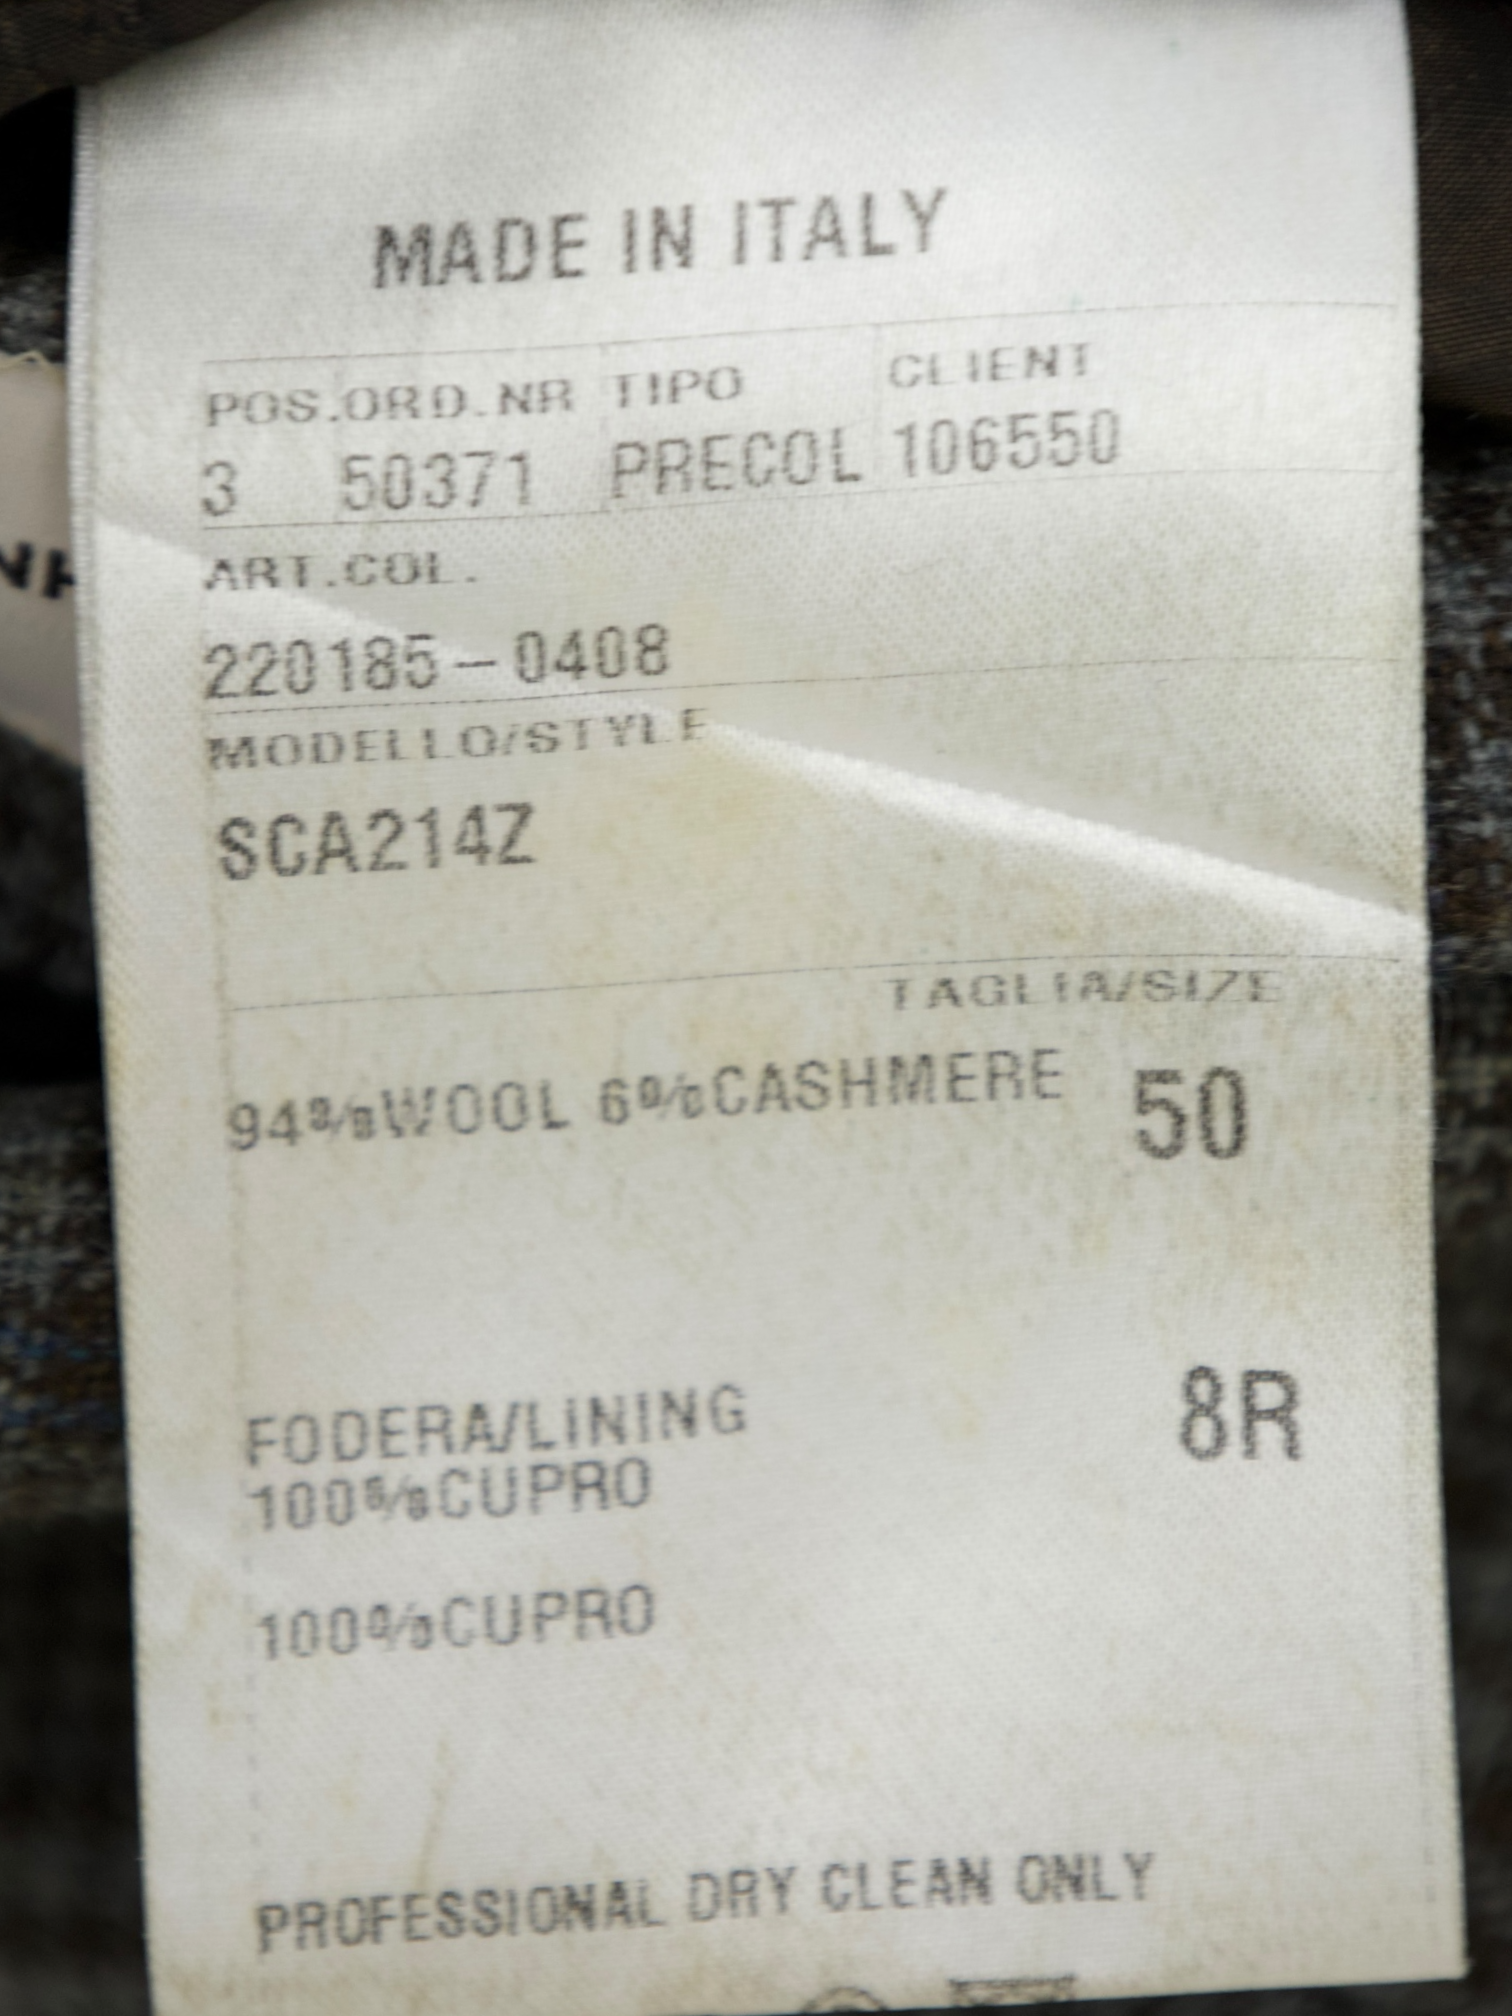 MADE IN ITALY
POS. ORD.NR TIPO CLIENT
3 50371 PRECOL 106550
ART.COL.
220185-0408
MODELLO/STYLE
SCA214Z
TAGLIA/SIZE
94%WOOL 6%CASHMERE 50
8R
FODERA/LINING
100%CUPRO
100%CUPRO
PROFESSIONAL DRY CLEAN ONLY